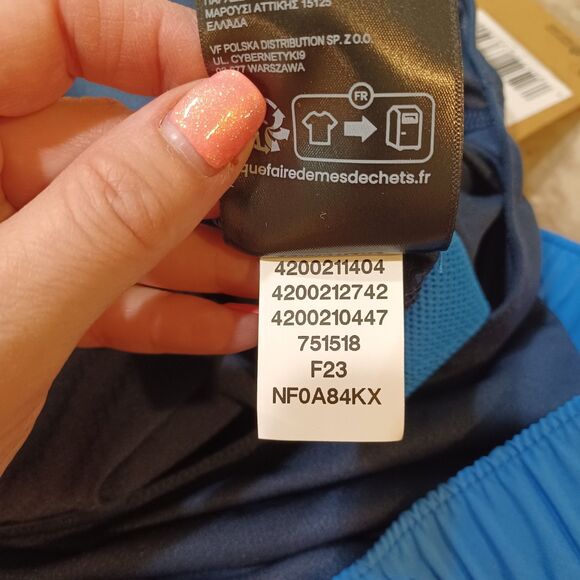 ΜΑΡΟΥΣΙ ΑΤΤΙΚΗΣ 15125
ΕΛΛΑΔΑ
VF POLSKA DISTRIBUTION SP. Z O.O.
UL. CYBERNETYKI9
WARSZAWA
FR
quefairedemesdechets.fr
4200211404
4200212742
4200210447
751518
F23
NF0A84KX